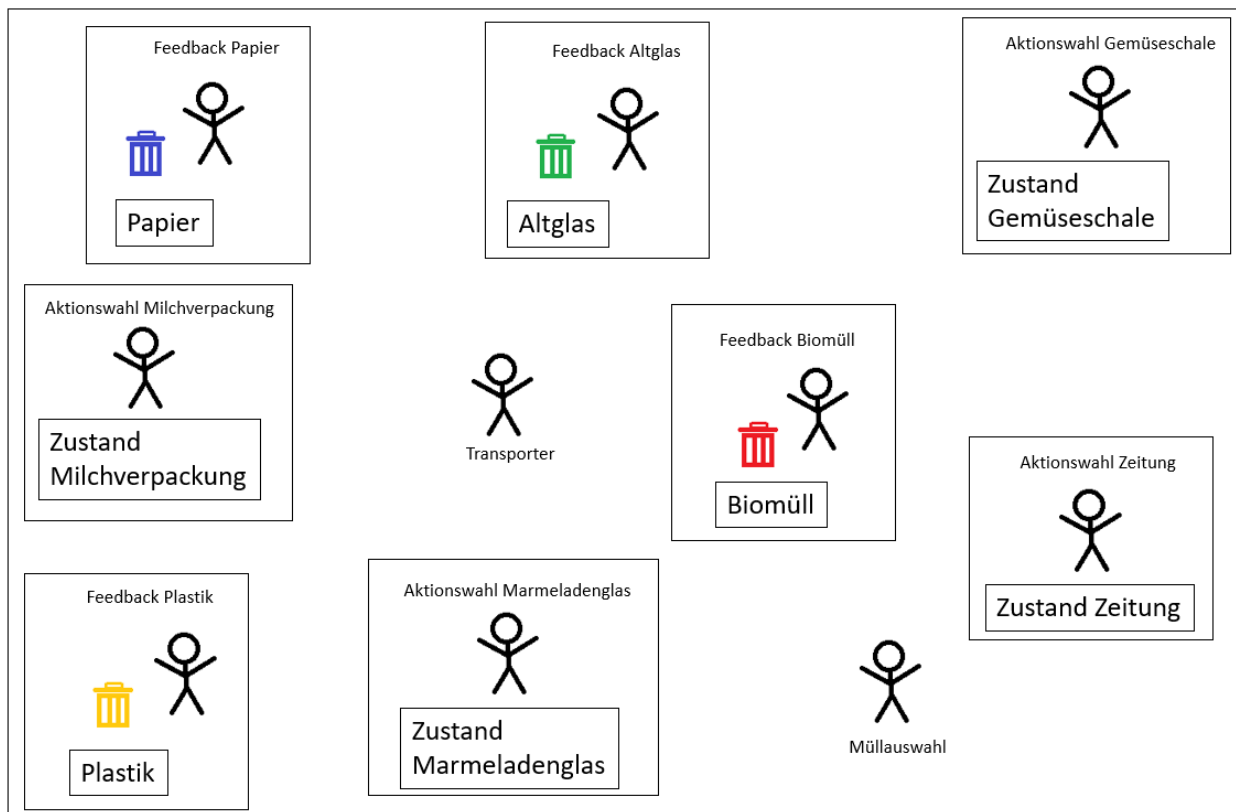 Feedback Papier
Papier
Feedback Altglas
Altglas
Aktionswahl Gemüseschale
Zustand
Gemüseschale
Aktionswahl Milchverpackung
Zustand
Milchverpackung
Transporter
Feedback Biomüll
Biomüll
Aktionswahl Zeitung
Zustand Zeitung
Feedback Plastik
Plastik
Aktionswahl Marmeladenglas
Zustand
Marmeladenglas
Müllauswahl